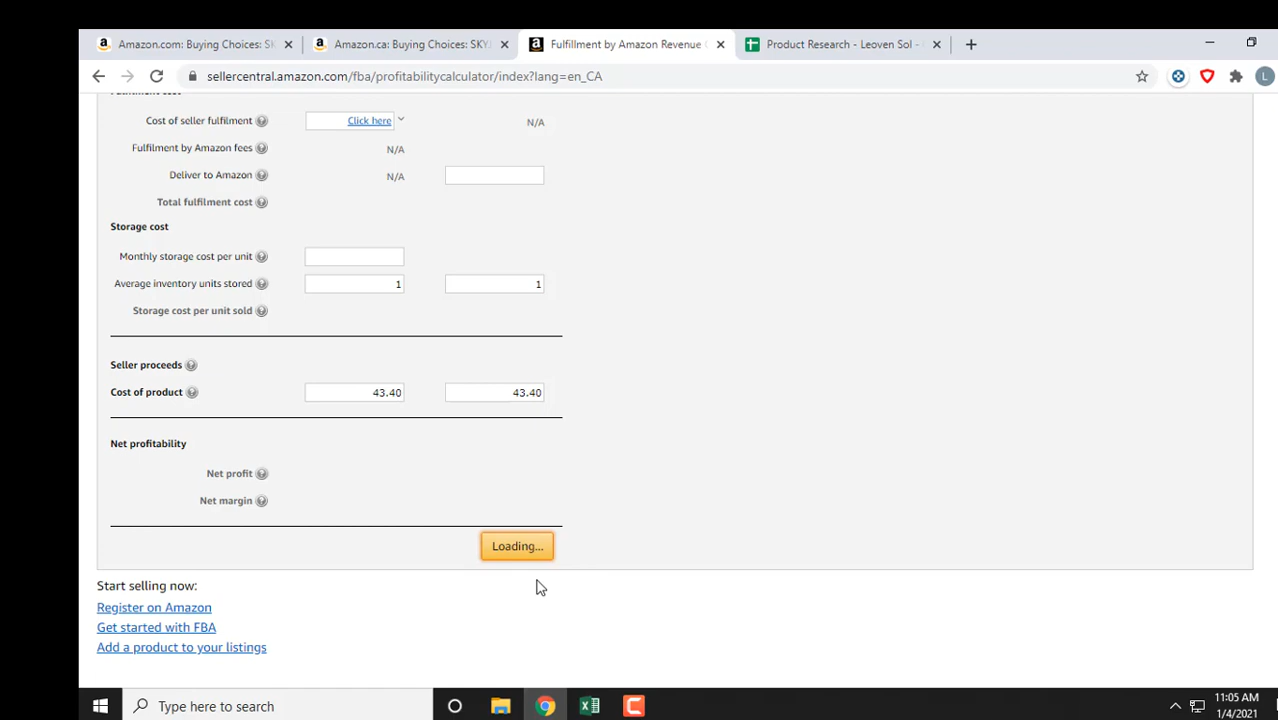 Amazon.com: Buying Choices: SK
Amazon.ca: Buying Choices: SKY
Fulfillment by Amazon Revenue C
Product Research - Leoven Sol -
sellercentral.amazon.com/fba/profitabilitycalculator/index?lang=en_CA
L
Fulfilment cost
Cost of seller fulfilment
Click here
N/A
Fulfilment by Amazon fees
N/A
Deliver to Amazon
N/A
Total fulfilment cost
Storage cost
Monthly storage cost per unit
Average inventory units stored
1
1
Storage cost per unit sold
Seller proceeds
Cost of product
43.40
43.40
Net profitability
Net profit
Net margin
Loading...
Start selling now:
Register on Amazon
Get started with FBA
Add a product to your listings
Type here to search
11:05 AM
1/4/2021